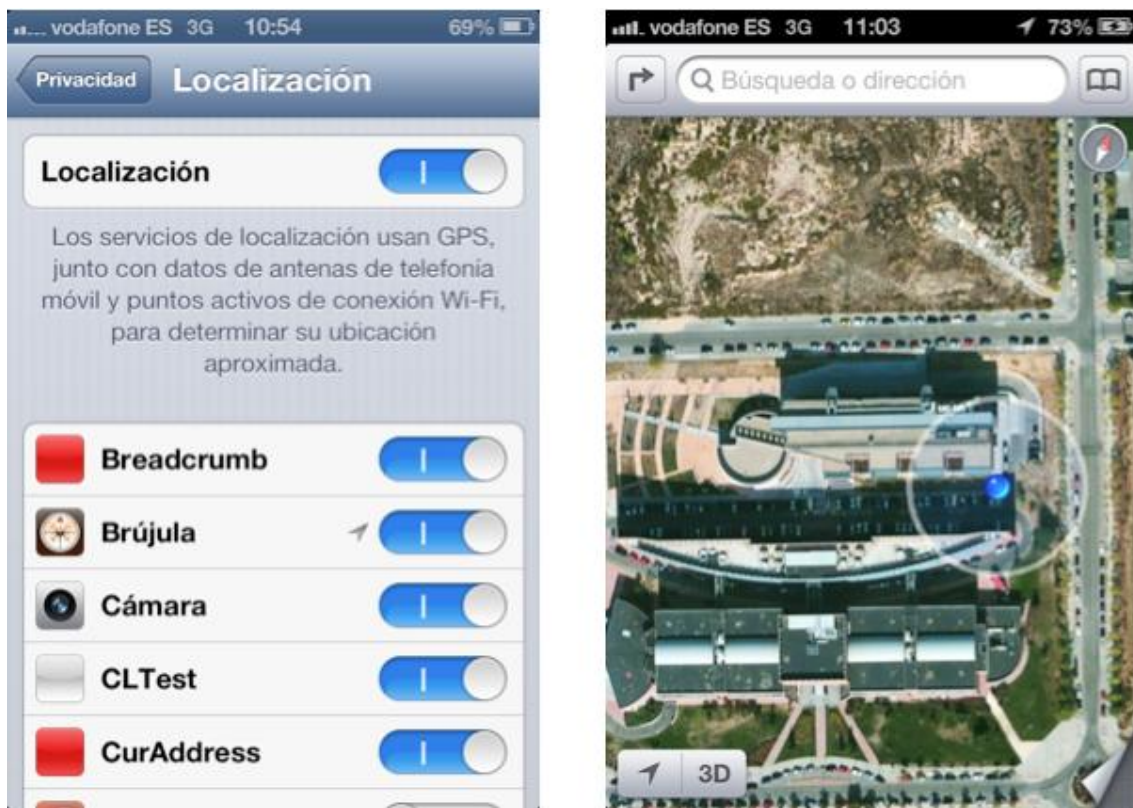 vodafone ES 3G 10:54 69%
Privacidad Localización
Localización
Los servicios de localización usan GPS,
junto con datos de antenas de telefonía
móvil y puntos activos de conexión Wi-Fi,
para determinar su ubicación
aproximada.
Breadcrumb
Brújula
Cámara
CLTest
CurAddress
vodafone ES 3G 11:03 73%
Búsqueda o dirección
3D